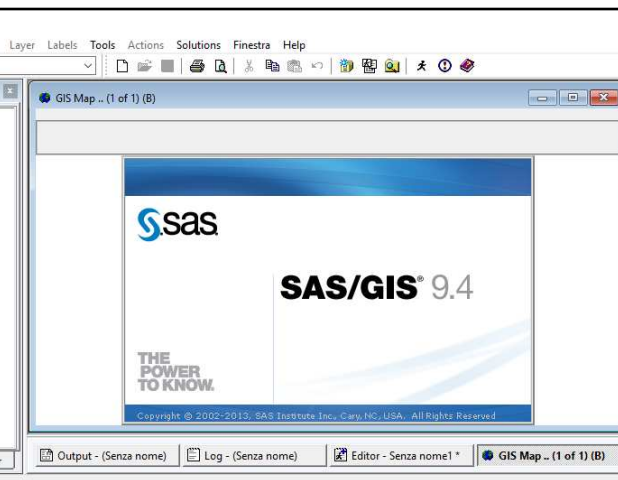 Layer Labels Tools Actions Solutions Finestra Help
GIS Map .. (1 of 1) (B)
sas
SAS/GIS® 9.4
THE
POWER
TO KNOW.
Copyright © 2002-2013, SAS Institute Inc., Cary, NC, USA. All Rights Reserved
Output - (Senza nome) Log - (Senza nome) Editor - Senza nome1 * GIS Map .. (1 of 1) (B)